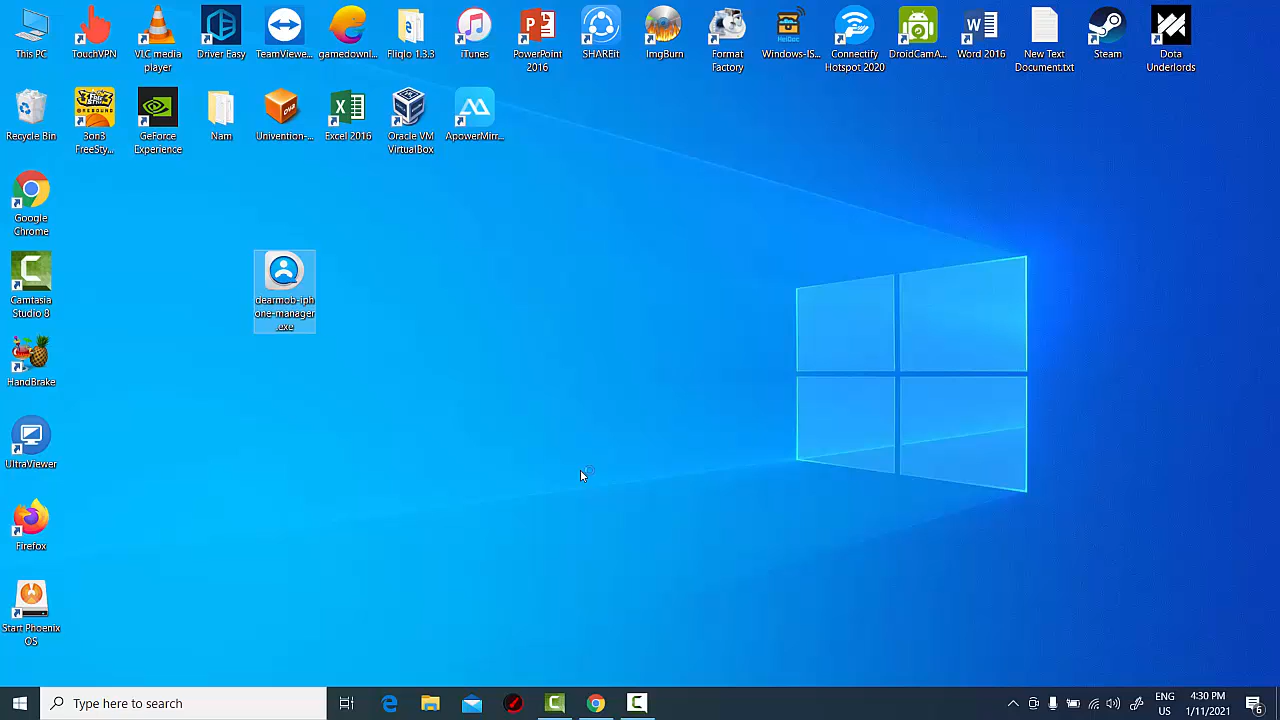 This PC
TouchVPN
VLC media
player
Driver Easy
TeamViewe...
gamedownl...
Fliqlo 1.3.3
iTunes
PowerPoint
2016
SHAREit
ImgBurn
Format
Factory
Windows-IS...
Connectify
Hotspot 2020
DroidCamA...
Word 2016
New Text
Document.txt
Steam
Dota
Underlords
Recycle Bin
3on3
FreeSty...
GeForce
Experience
Nam
Univention-...
Excel 2016
Oracle VM
VirtualBox
ApowerMirr...
Google
Chrome
Camtasia
Studio 8
dearmob-iph
one-manager
.exe
HandBrake
UltraViewer
Firefox
Start Phoenix
OS
Type here to search
ENG
US
4:30 PM
1/11/2021
6